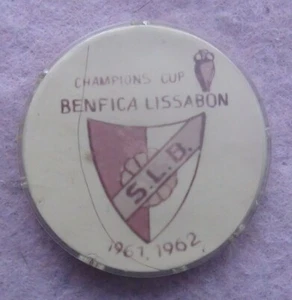 CHAMPIONS CUP
BENFICA LISSABON
S.L.B.
1961, 1962